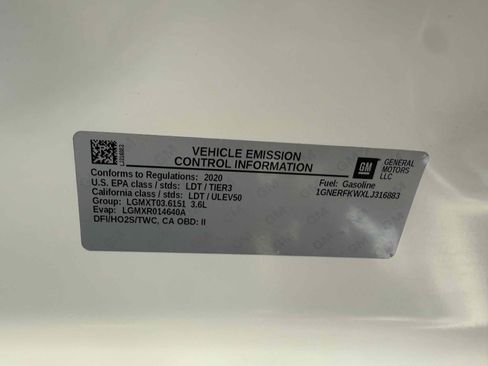 VEHICLE EMISSION
CONTROL INFORMATION
GM
GENERAL
MOTORS
LLC
Conforms to Regulations: 2020
U.S. EPA class / stds: LDT / TIER3
California class / stds: LDT / ULEV50
Group: LGMXT03.6151 3.6L
Evap: LGMXR014640A
DFI/HO2S/TWC, CA OBD: II
Fuel: Gasoline
1GNERFKWXLJ316883